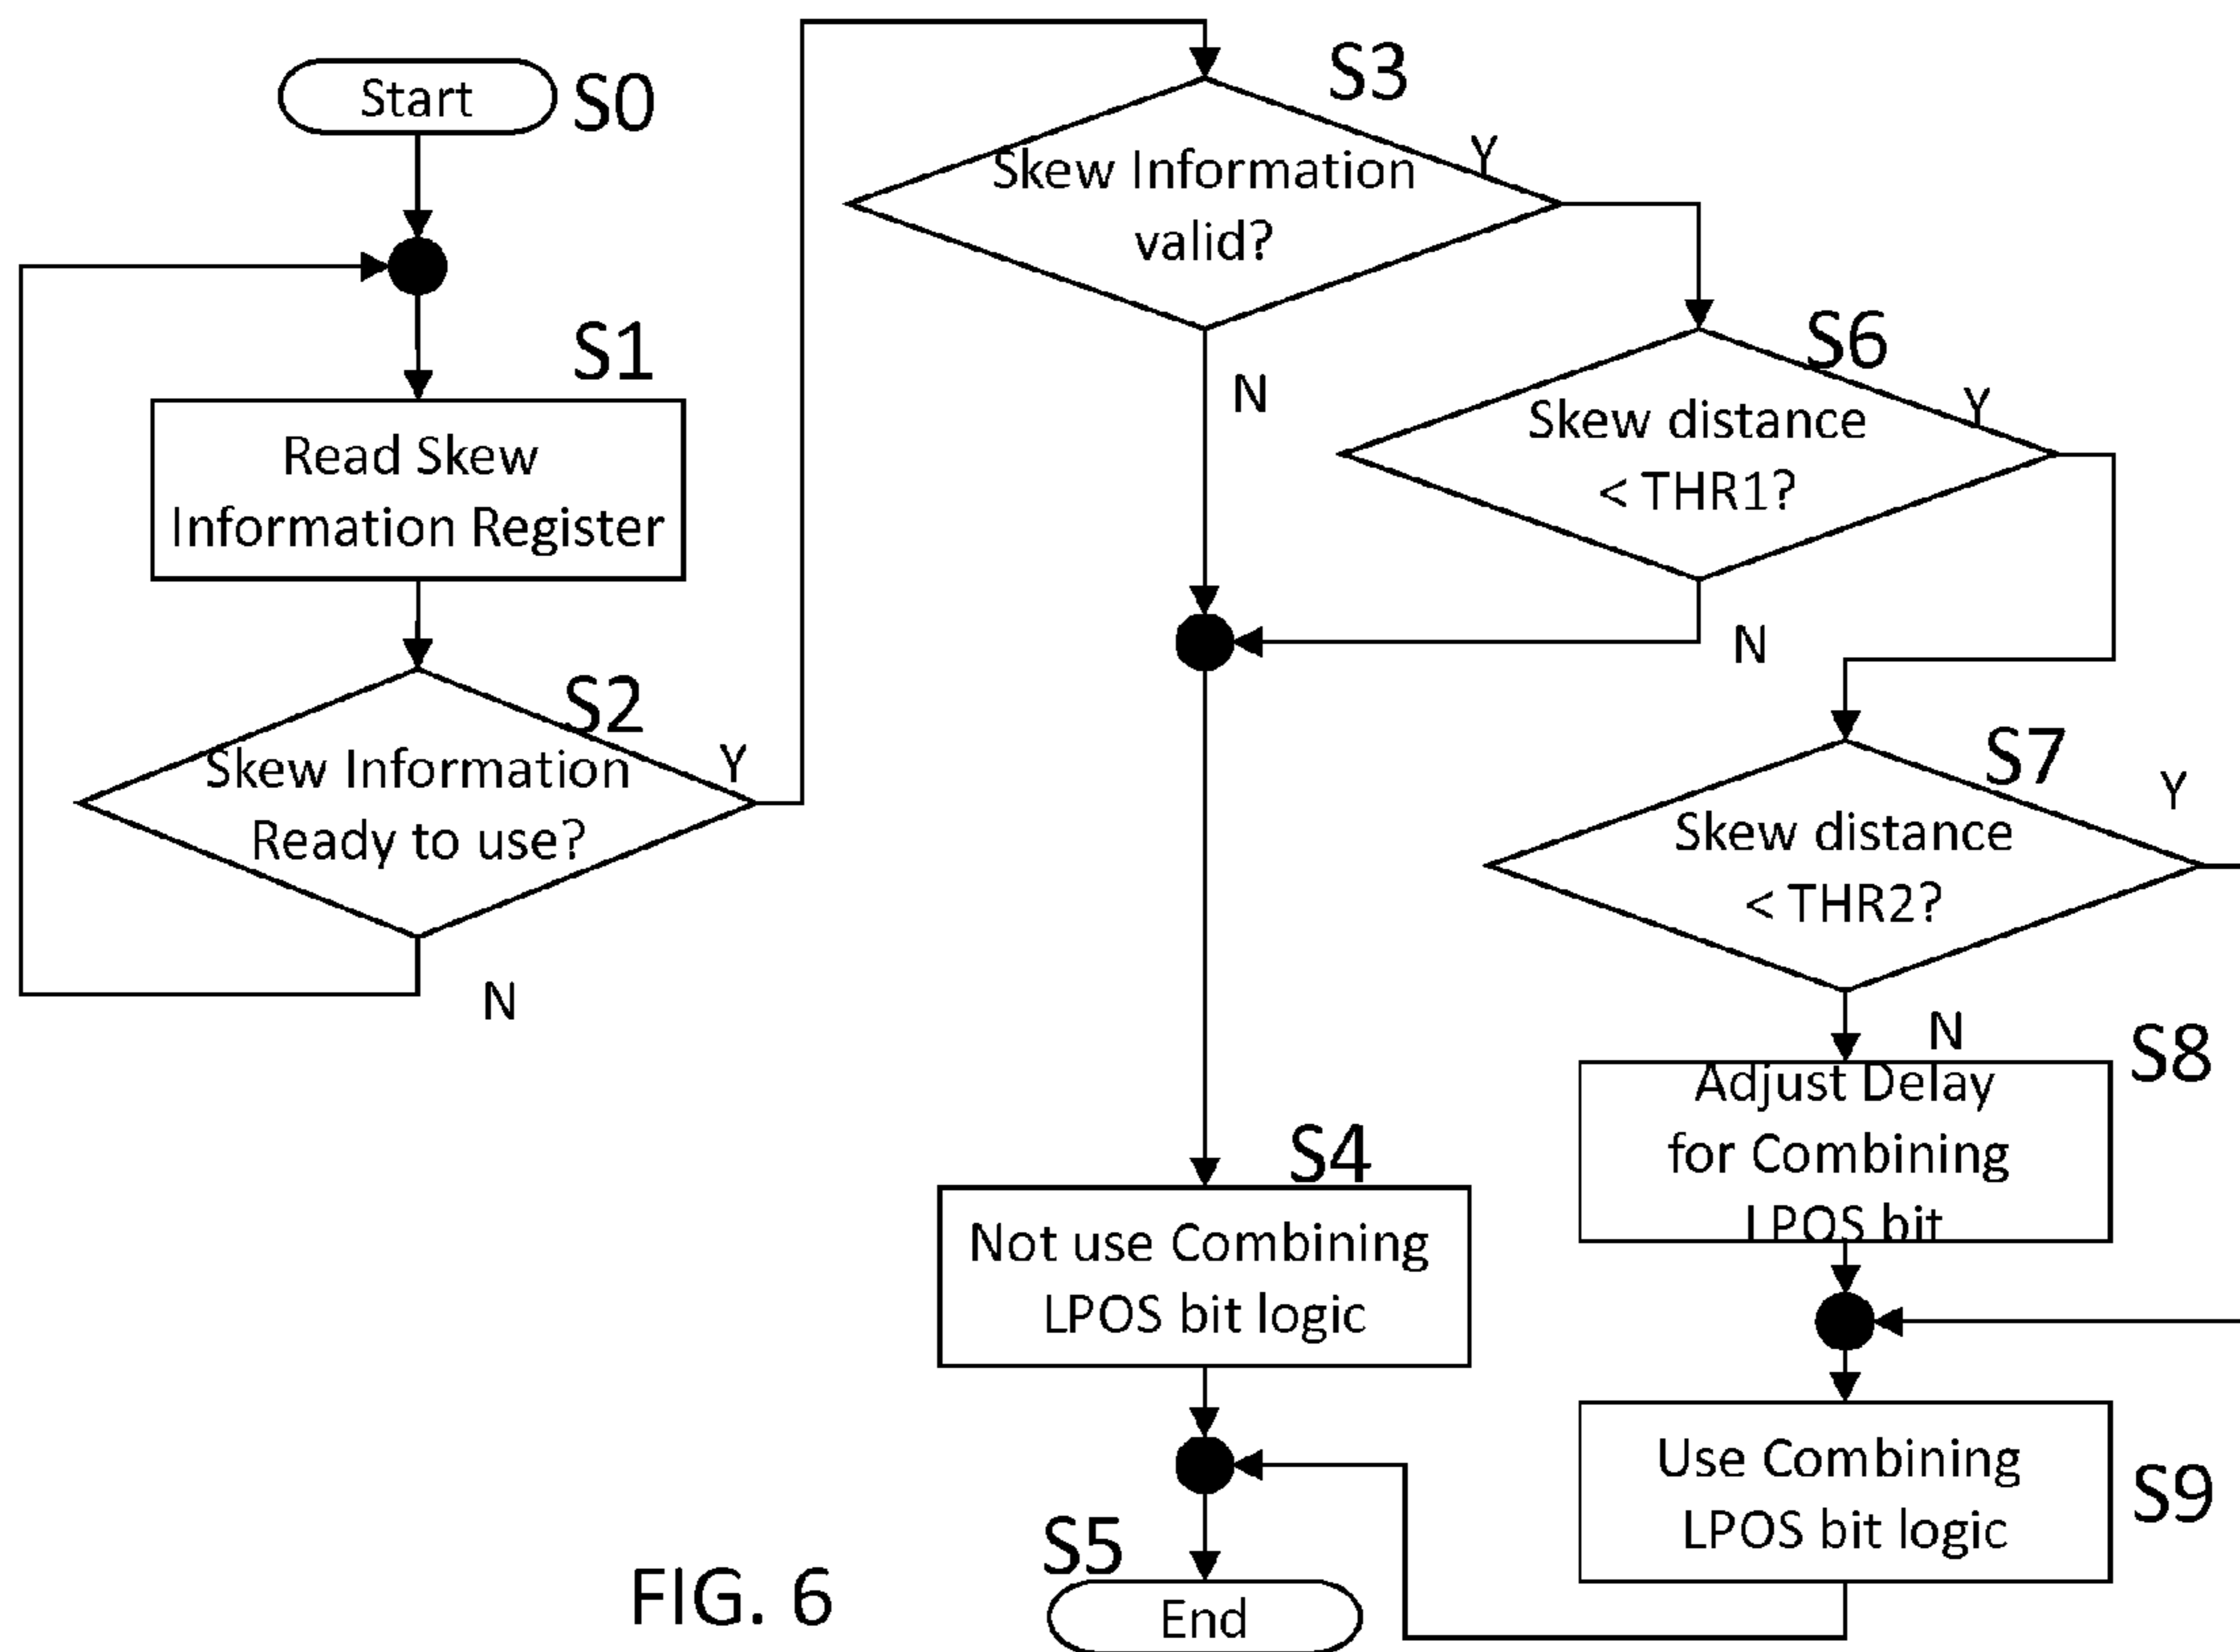 Start
S0
S1
Read Skew
Information Register
S2
Skew Information
Ready to use?
Y
N
S3
Skew Information
valid?
Y
N
S6
Skew distance
< THR1?
Y
N
S7
Skew distance
< THR2?
Y
N
S8
Adjust Delay
for Combining
LPOS bit
S4
Not use Combining
LPOS bit logic
Use Combining
LPOS bit logic
S9
S5
End
FIG. 6